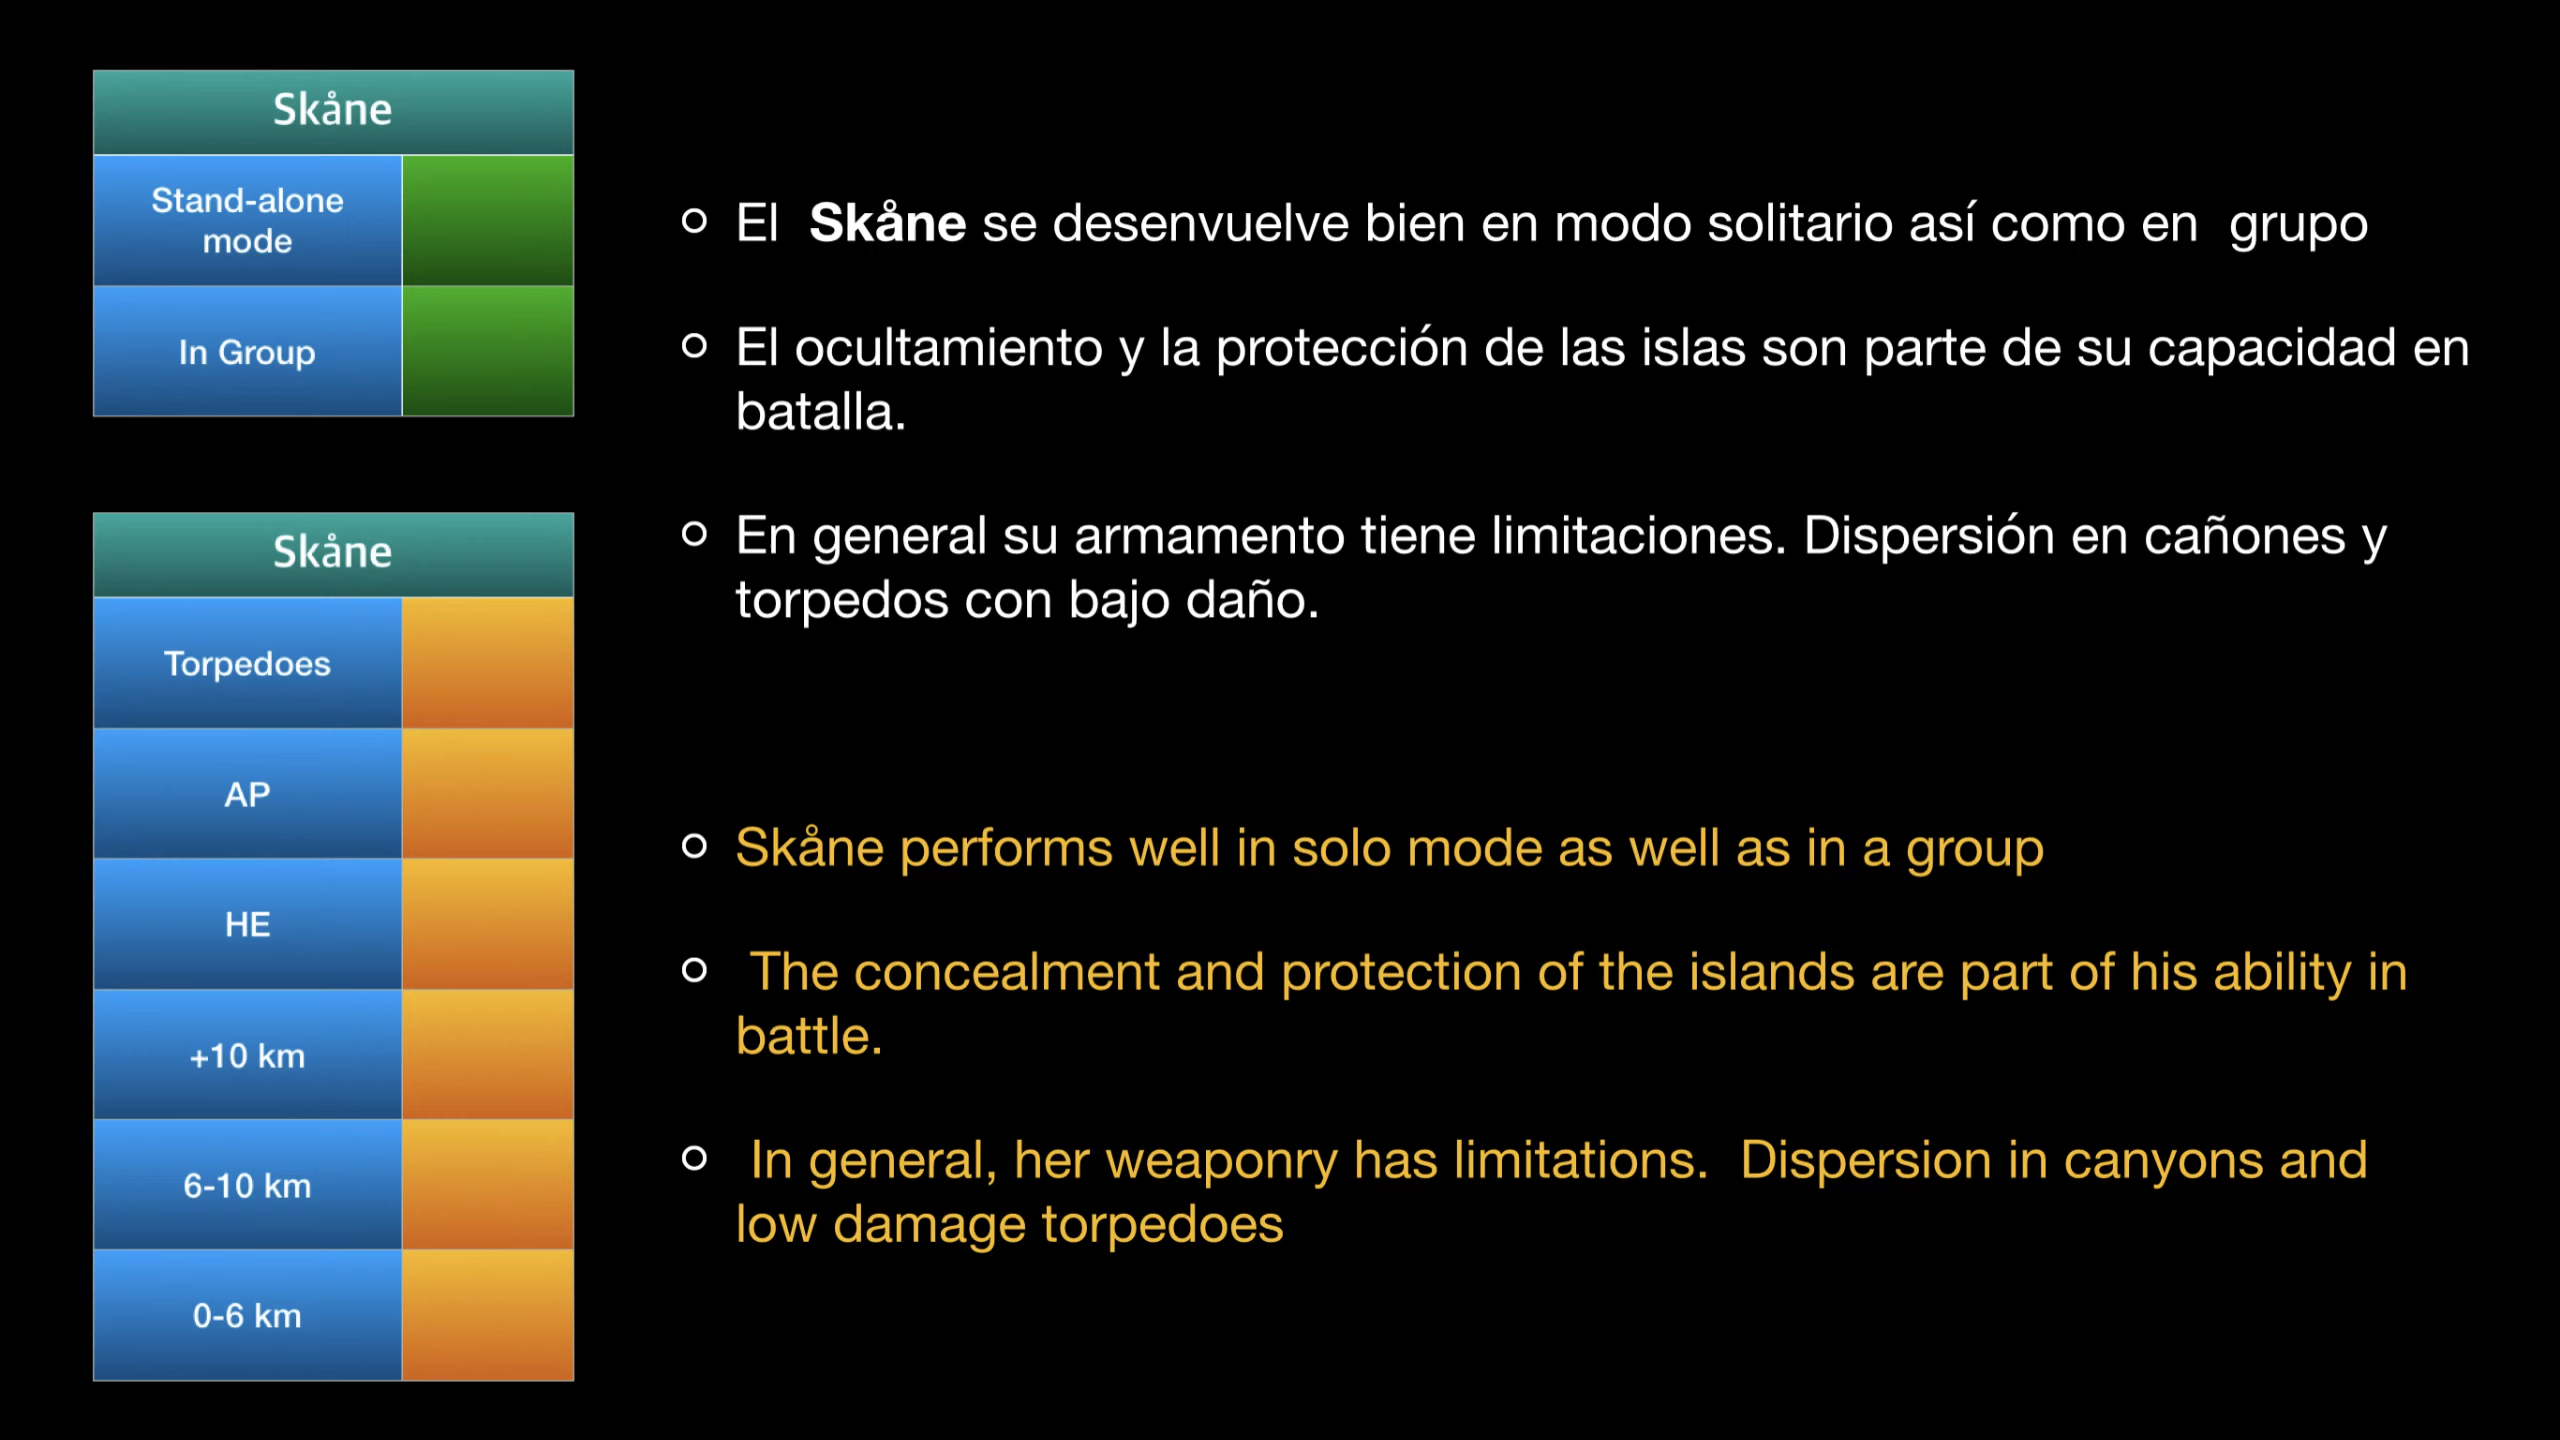 Skåne
Stand-alone
mode
In Group
Skåne
Torpedoes
AP
HE
+10 km
6-10 km
0-6 km
El Skåne se desenvuelve bien en modo solitario así como en grupo
El ocultamiento y la protección de las islas son parte de su capacidad en
batalla.
En general su armamento tiene limitaciones. Dispersión en cañones y
torpedos con bajo daño.
Skåne performs well in solo mode as well as in a group
The concealment and protection of the islands are part of his ability in
battle.
In general, her weaponry has limitations. Dispersion in canyons and
low damage torpedoes